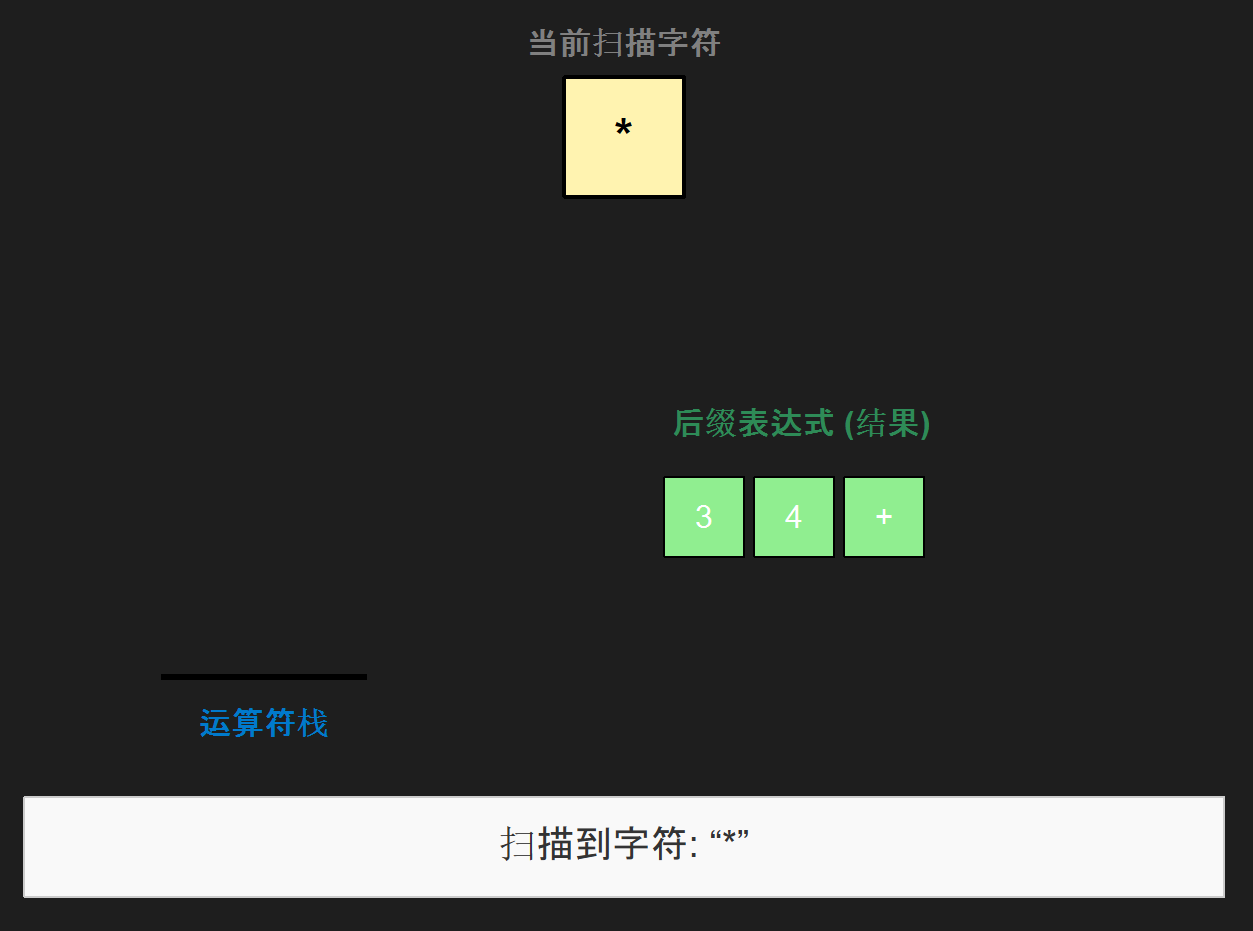 当前扫描字符
*
后缀表达式 (结果)
3 4 +
运算符栈
扫描到字符: “*”